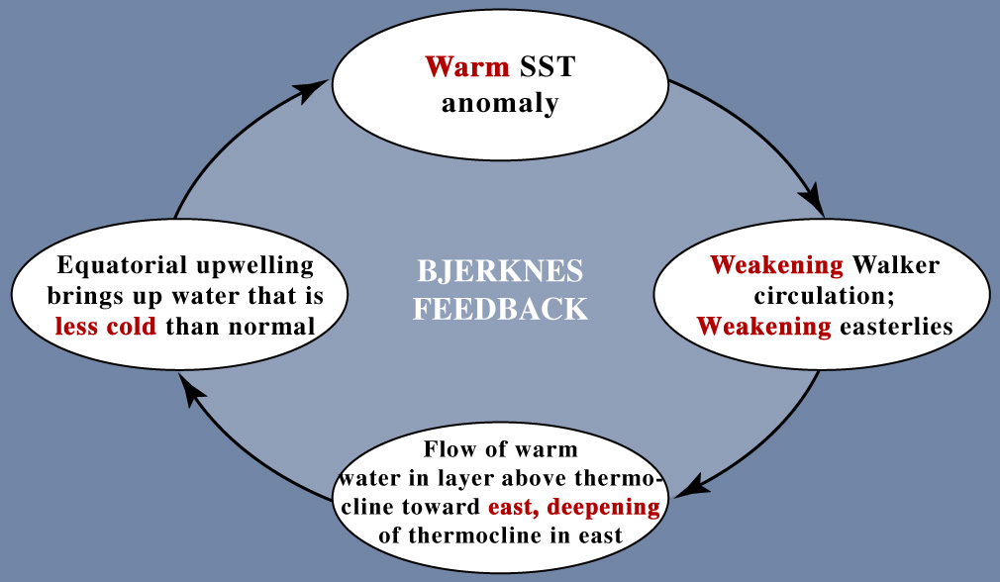 Warm SST
anomaly
Weakening Walker
circulation;
Weakening easterlies
Flow of warm
water in layer above thermo-
cline toward east, deepening
of thermocline in east
Equatorial upwelling
brings up water that is
less cold than normal
BJERKNES
FEEDBACK